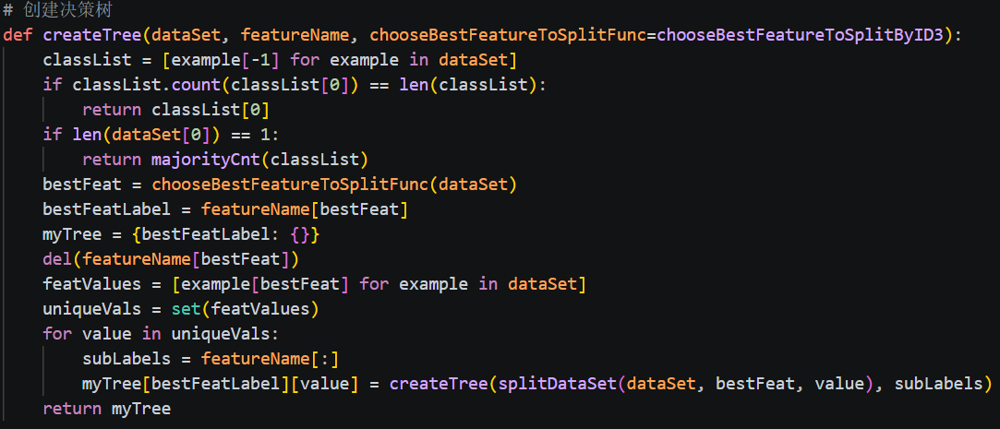 # 创建决策树
def createTree(dataSet, featureName, chooseBestFeatureToSplitFunc=chooseBestFeatureToSplitByID3):
    classList = [example[-1] for example in dataSet]
    if classList.count(classList[0]) == len(classList):
        return classList[0]
    if len(dataSet[0]) == 1:
        return majorityCnt(classList)
    bestFeat = chooseBestFeatureToSplitFunc(dataSet)
    bestFeatLabel = featureName[bestFeat]
    myTree = {bestFeatLabel: {}}
    del(featureName[bestFeat])
    featValues = [example[bestFeat] for example in dataSet]
    uniqueVals = set(featValues)
    for value in uniqueVals:
        subLabels = featureName[:]
        myTree[bestFeatLabel][value] = createTree(splitDataSet(dataSet, bestFeat, value), subLabels)
    return myTree